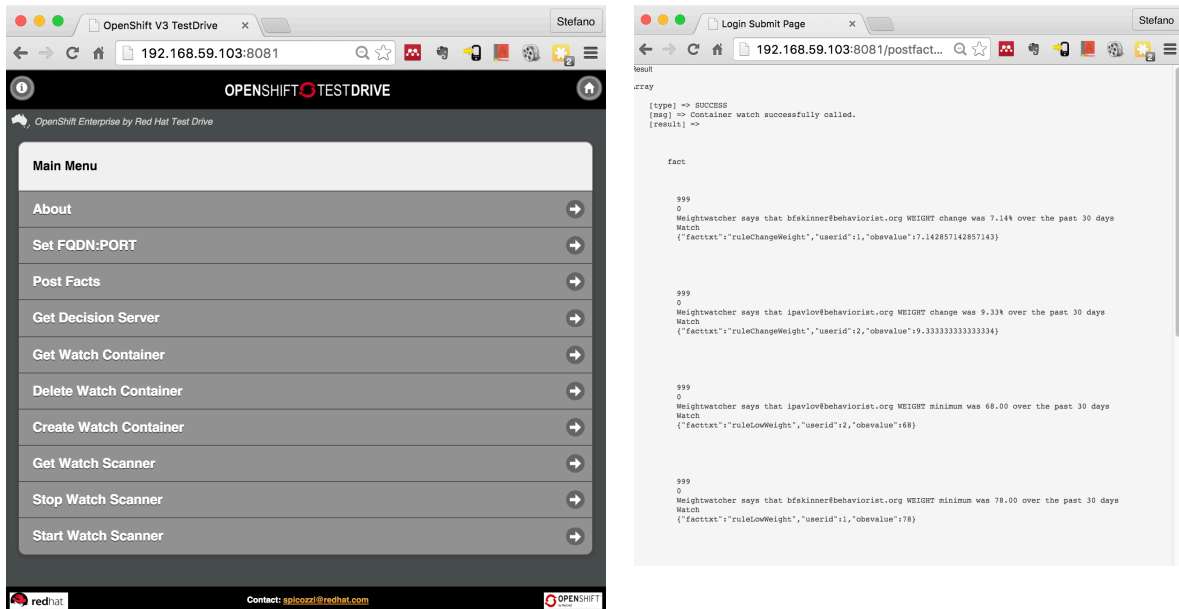 OpenShift V3 TestDrive
Stefano
192.168.59.103:8081
2
OPENSHIFT TESTDRIVE
OpenShift Enterprise by Red Hat Test Drive
Main Menu
About
Set FQDN:PORT
Post Facts
Get Decision Server
Get Watch Container
Delete Watch Container
Create Watch Container
Get Watch Scanner
Stop Watch Scanner
Start Watch Scanner
redhat
Contact: spicozzi@redhat.com
OPENSHIFT
Login Submit Page
Stefano
192.168.59.103:8081/postfact...
2
Result
rray
[type] => SUCCESS
[msg] => Container watch successfully called.
[result] =>
fact
999
0
Weightwatcher says that bfskinner@behaviorist.org WEIGHT change was 7.14% over the past 30 days
Watch
{"facttxt":"ruleChangeWeight","userid":1,"obsvalue":7.142857142857143}
999
0
Weightwatcher says that ipavlov@behaviorist.org WEIGHT change was 9.33% over the past 30 days
Watch
{"facttxt":"ruleChangeWeight","userid":2,"obsvalue":9.333333333333334}
999
0
Weightwatcher says that ipavlov@behaviorist.org WEIGHT minimum was 68.00 over the past 30 days
Watch
{"facttxt":"ruleLowWeight","userid":2,"obsvalue":68}
999
0
Weightwatcher says that bfskinner@behaviorist.org WEIGHT minimum was 78.00 over the past 30 days
Watch
{"facttxt":"ruleLowWeight","userid":1,"obsvalue":78}